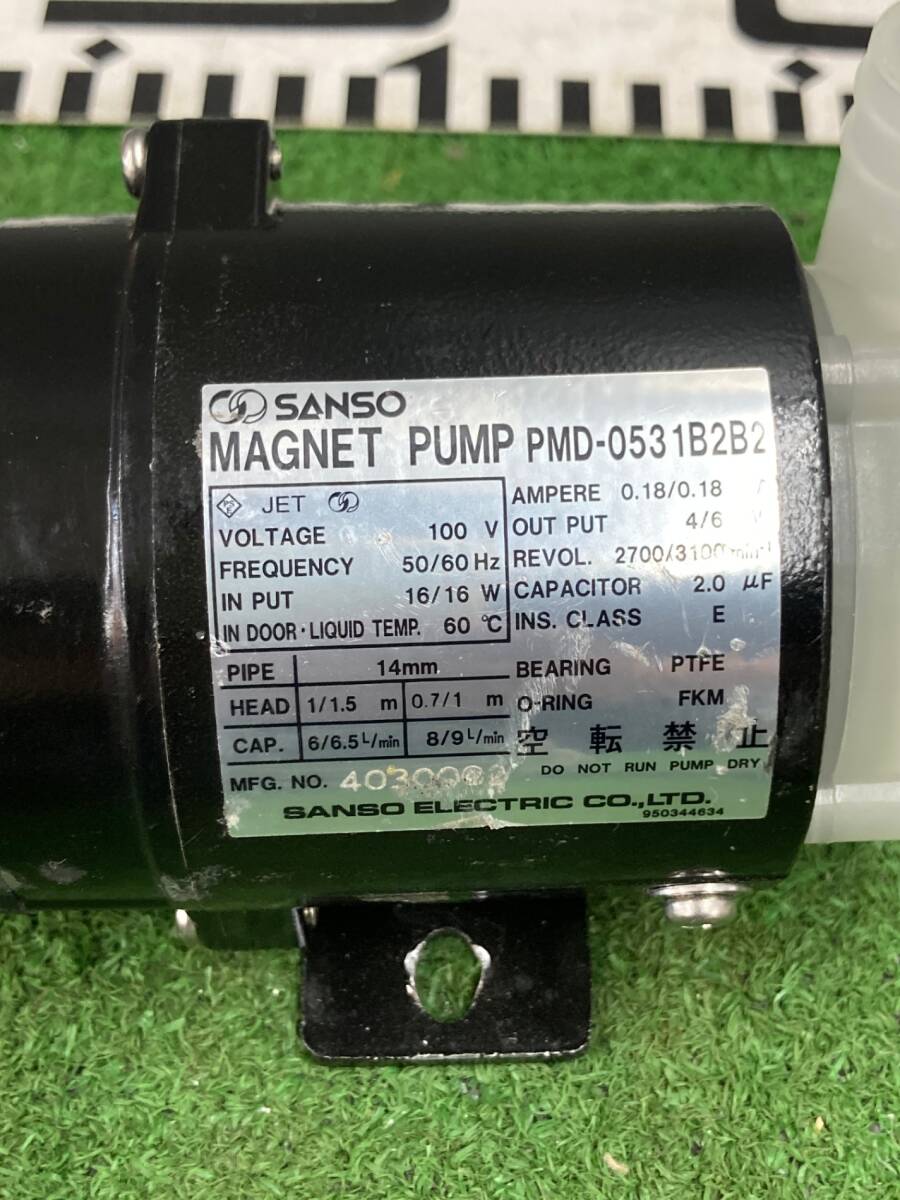 SANSO
MAGNET PUMP PMD-0531B2B2
PS E JET
VOLTAGE 100 V
FREQUENCY 50/60 Hz
IN PUT 16/16 W
IN DOOR・LIQUID TEMP. 60 ℃
AMPERE 0.18/0.18
OUT PUT 4/6
REVOL. 2700/3100 min-1
CAPACITOR 2.0 μF
INS. CLASS E
PIPE 14mm
HEAD 1/1.5 m 0.7/1 m
CAP. 6/6.5 L/min 8/9 L/min
BEARING PTFE
O-RING FKM
空転禁止
DO NOT RUN PUMP DRY
MFG. NO.
SANSO ELECTRIC CO.,LTD.
950344634